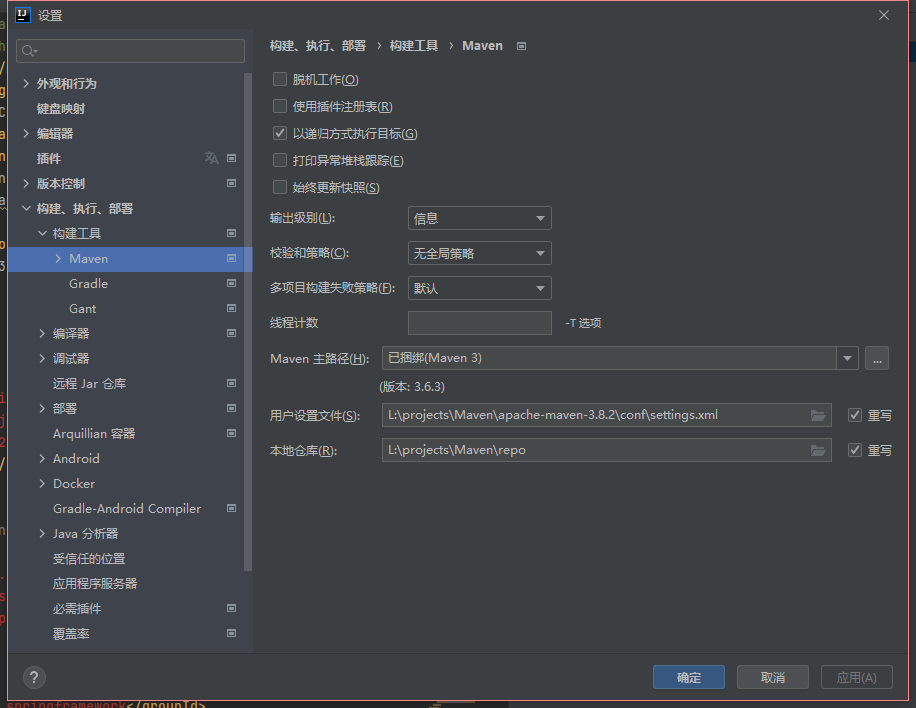 设置
构建、执行、部署 › 构建工具 › Maven
外观和行为
键盘映射
编辑器
插件
版本控制
构建、执行、部署
构建工具
Maven
Gradle
Gant
编译器
调试器
远程 Jar 仓库
部署
Arquillian 容器
Android
Docker
Gradle-Android Compiler
Java 分析器
受信任的位置
应用程序服务器
必需插件
覆盖率
脱机工作(O)
使用插件注册表(R)
以递归方式执行目标(G)
打印异常堆栈跟踪(E)
始终更新快照(S)
输出级别(L): 信息
校验和策略(C): 无全局策略
多项目构建失败策略(F): 默认
线程计数 -T 选项
Maven 主路径(H): 已捆绑(Maven 3) ...
(版本: 3.6.3)
用户设置文件(S): L:\projects\Maven\apache-maven-3.8.2\conf\settings.xml 重写
本地仓库(R): L:\projects\Maven\repo 重写
? 确定 取消 应用(A)
springframework</groupId>